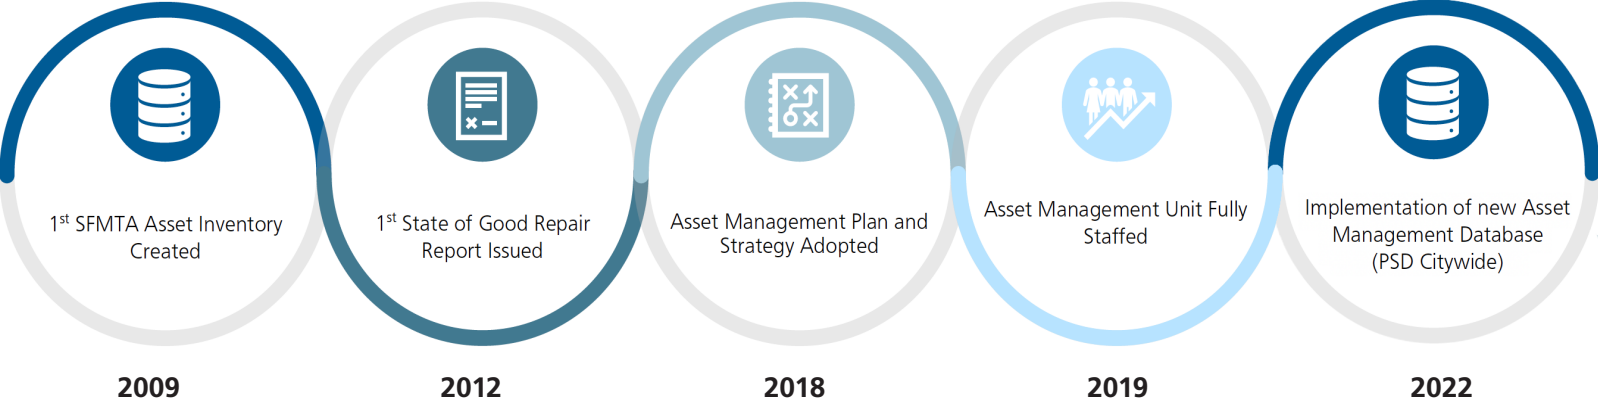 1st SFMTA Asset Inventory
Created
1st State of Good Repair
Report Issued
Asset Management Plan and
Strategy Adopted
Asset Management Unit Fully
Staffed
Implementation of new Asset
Management Database
(PSD Citywide)
2009
2012
2018
2019
2022